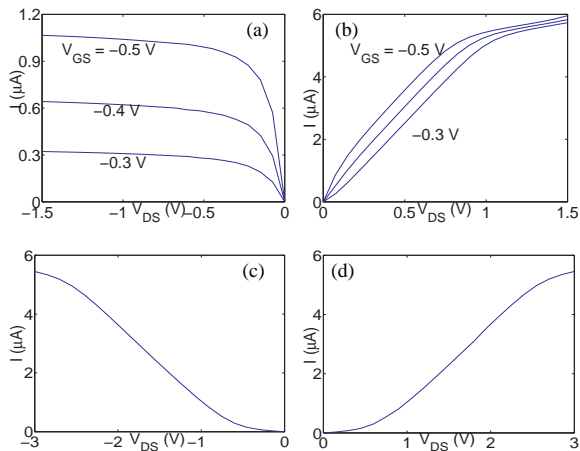 6
1.2
(a)
(b)
V_GS = −0.5 V
V_GS = −0.5 V
0.9
4
I (μA)
I (μA)
0.6
−0.4 V
2
−0.3 V
0.3
−0.3 V
0
0
−1.5
−1
−0.5
0
0
0.5
1
1.5
V_DS (V)
V_DS (V)
6
6
(c)
(d)
4
4
I (μA)
I (μA)
2
2
0
0
−3
−2
−1
0
0
1
2
3
V_DS (V)
V_DS (V)